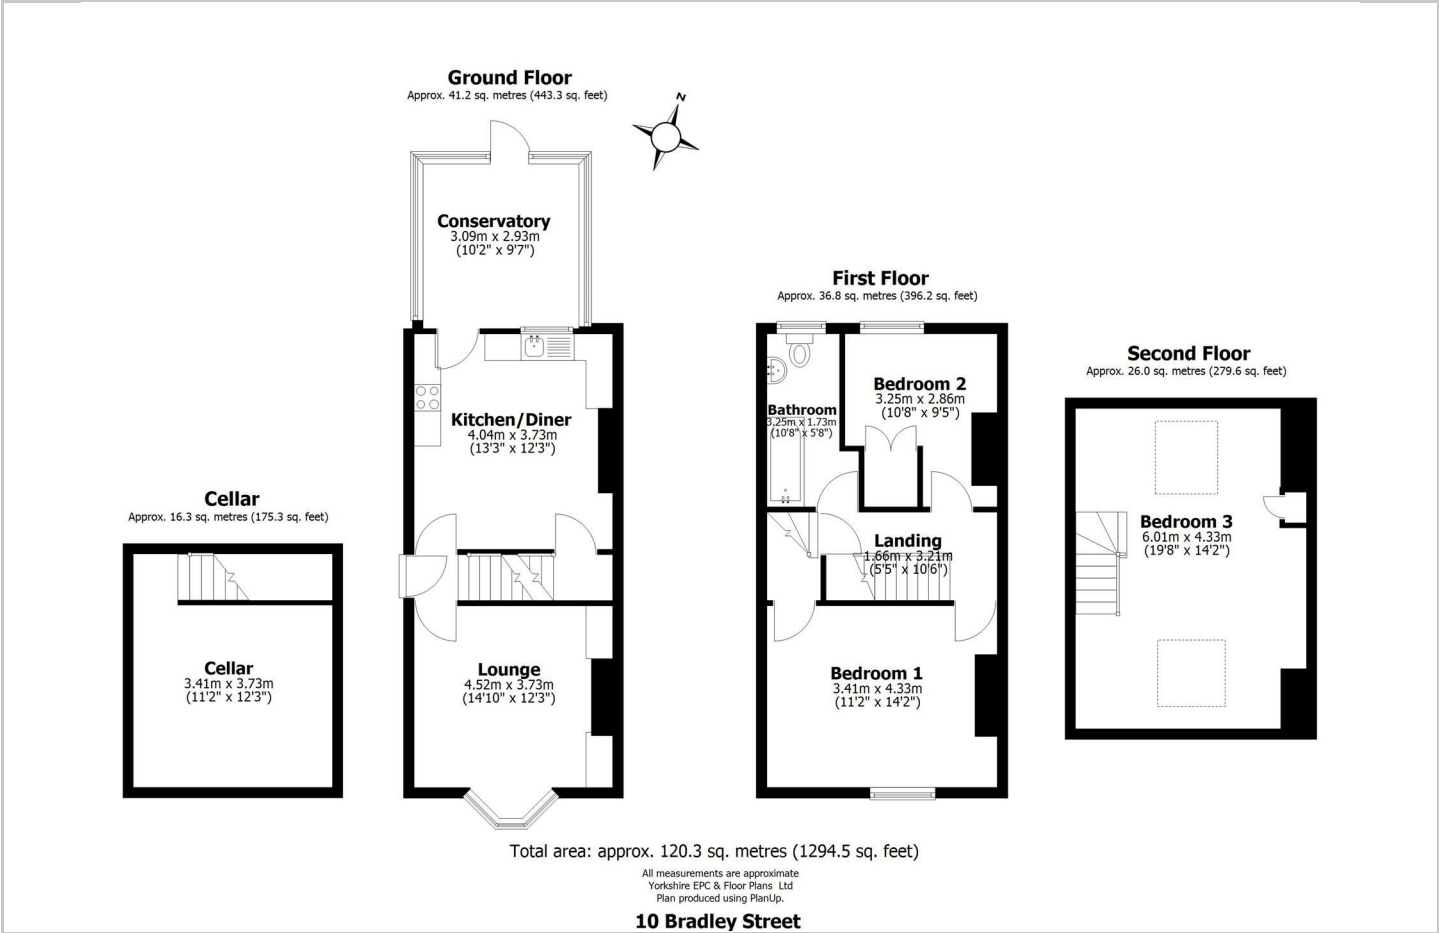 Ground Floor
Approx. 41.2 sq. metres (443.3 sq. feet)
N
Conservatory
3.09m x 2.93m
(10'2" x 9'7")
Kitchen/Diner
4.04m x 3.73m
(13'3" x 12'3")
Lounge
4.52m x 3.73m
(14'10" x 12'3")
Cellar
Approx. 16.3 sq. metres (175.3 sq. feet)
Cellar
3.41m x 3.73m
(11'2" x 12'3")
First Floor
Approx. 36.8 sq. metres (396.2 sq. feet)
Bathroom
3.25m x 1.73m
(10'8" x 5'8")
Bedroom 2
3.25m x 2.86m
(10'8" x 9'5")
Landing
1.66m x 3.21m
(5'5" x 10'6")
Bedroom 1
3.41m x 4.33m
(11'2" x 14'2")
Second Floor
Approx. 26.0 sq. metres (279.6 sq. feet)
Bedroom 3
6.01m x 4.33m
(19'8" x 14'2")
Total area: approx. 120.3 sq. metres (1294.5 sq. feet)
All measurements are approximate
Yorkshire EPC & Floor Plans Ltd
Plan produced using PlanUp.
10 Bradley Street